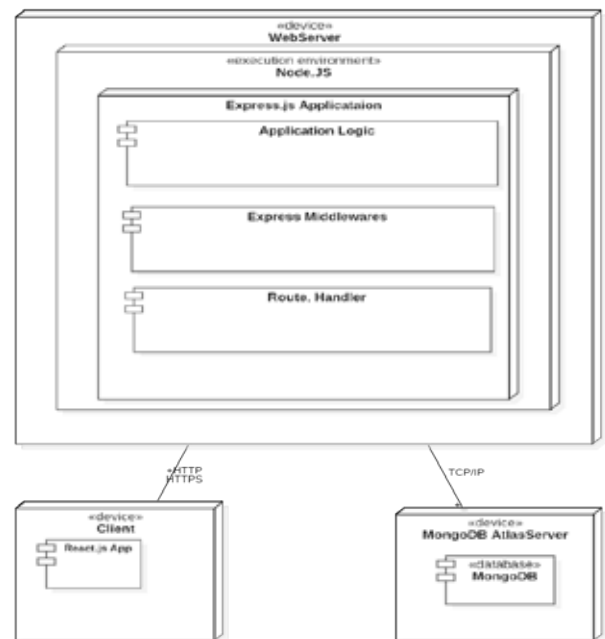 «device»
WebServer
«execution environment»
Node.JS
Express.js Applicataion
Application Logic
Express Middlewares
Route. Handler
+HTTP
HTTPS
TCP/IP
«device»
Client
React.js App
«device»
MongoDB AtlasServer
«database»
MongoDB